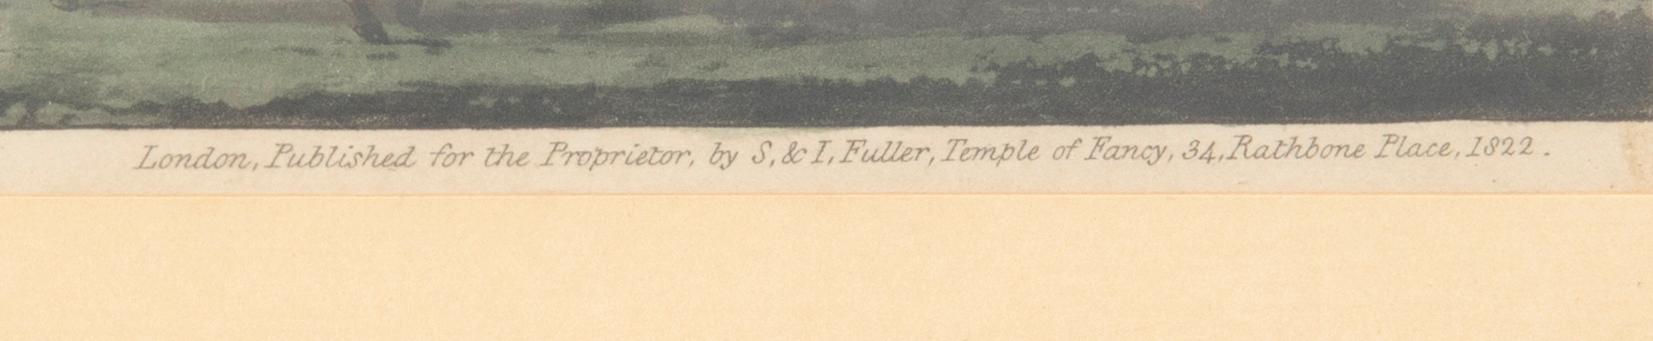 London, Published for the Proprietor, by S, & I, Fuller, Temple of Fancy, 34, Rathbone Place, 1822.